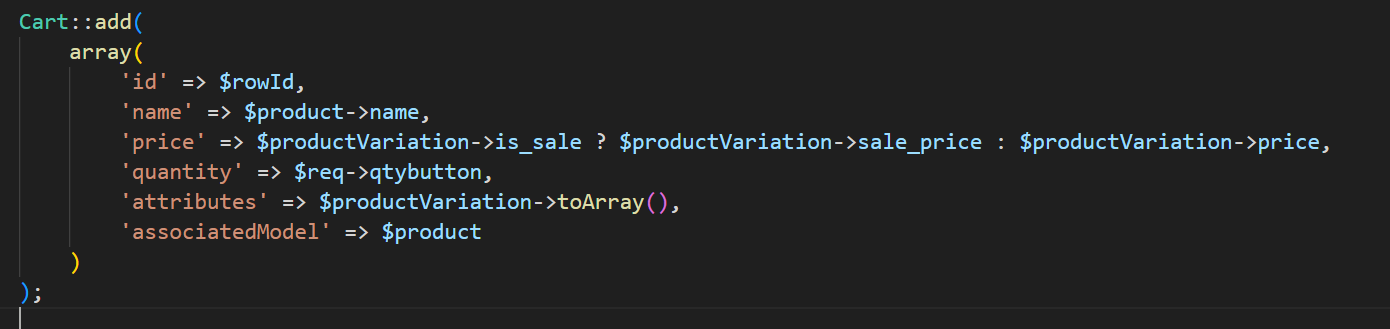 Cart::add(
array(
'id' => $rowId,
'name' => $product->name,
'price' => $productVariation->is_sale ? $productVariation->sale_price : $productVariation->price,
'quantity' => $req->qtybutton,
'attributes' => $productVariation->toArray(),
'associatedModel' => $product
)
);